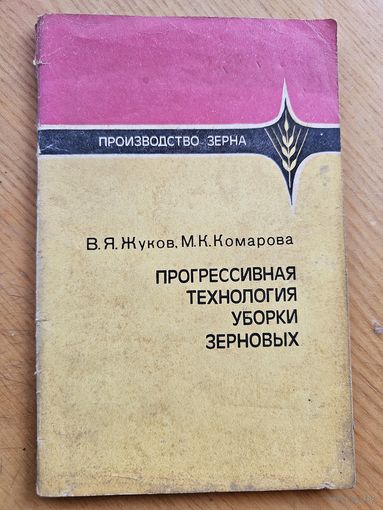 ПРОИЗВОДСТВО ЗЕРНА
В.Я.Жуков, М.К.Комарова
ПРОГРЕССИВНАЯ
ТЕХНОЛОГИЯ
УБОРКИ
ЗЕРНОВЫХ